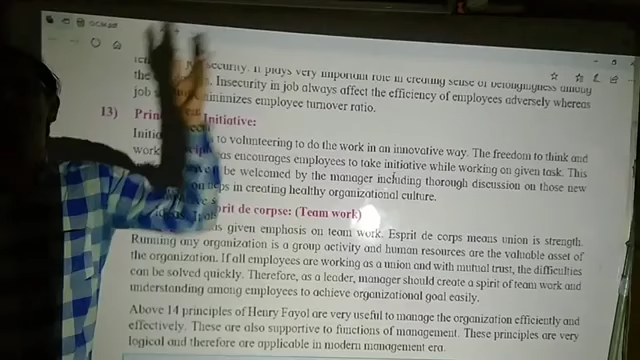 security. It plays very important role in creating sense of belongingness among
the Insecurity in job always affect the efficiency of employees adversely whereas
job minimizes employee turnover ratio.
13) Initiative:
to volunteering to do the work in an innovative way. The freedom to think and
work as encourages employees to take initiative while working on given task. This
be welcomed by the manager including thorough discussion on those new
in creating healthy organizational culture.
sprit de corpse: (Team work)
given emphasis on team work. Esprit de corps means union is strength.
Running any organization is a group activity and human resources are the valuable asset of
the organization. If all employees are working as a union and with mutual trust, the difficulties
can be solved quickly. Therefore, as a leader, manager should create a spirit of team work and
understanding among employees to achieve organizational goal easily.
Above 14 principles of Henry Fayol are very useful to manage the organization efficiently and
effectively. These are also supportive to functions of management. These principles are very
logical and therefore are applicable in modern management era.